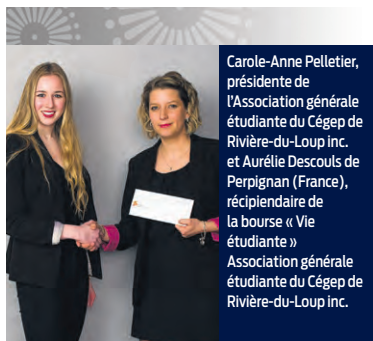 Carole-Anne Pelletier,
présidente de
l'Association générale
étudiante du Cégep de
Rivière-du-Loup inc.
et Aurélie Descouls de
Perpignan (France),
récipiendaire de
la bourse « Vie
étudiante »
Association générale
étudiante du Cégep de
Rivière-du-Loup inc.